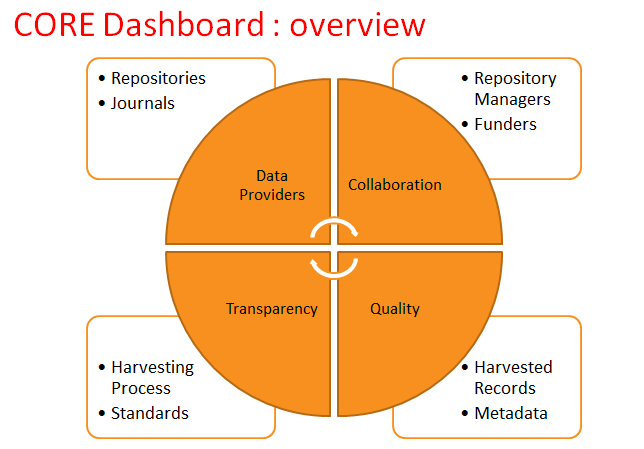 CORE Dashboard : overview
• Repositories
• Journals
• Repository
Managers
• Funders
Data
Providers
Collaboration
Transparency
Quality
• Harvesting
Process
• Standards
• Harvested
Records
• Metadata